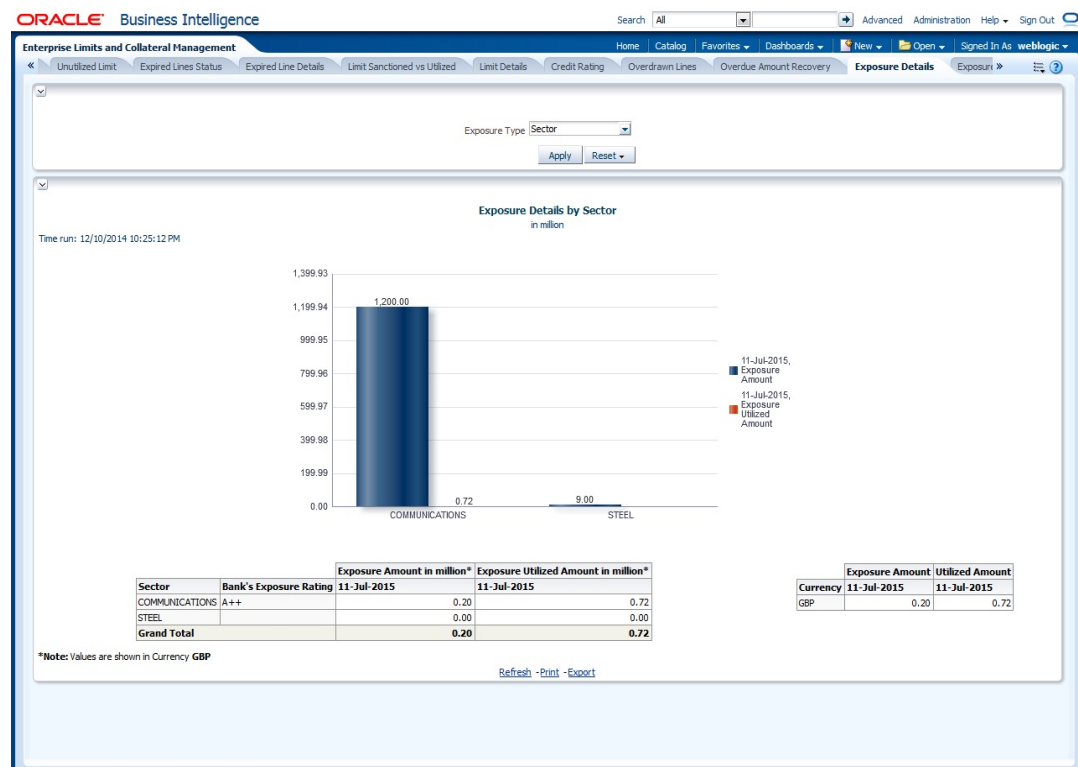 ORACLE® Business Intelligence
Search All Advanced Administration Help Sign Out
Enterprise Limits and Collateral Management
Home Catalog Favorites Dashboards New Open Signed In As weblogic
« Unutilized Limit Expired Lines Status Expired Line Details Limit Sanctioned vs Utilized Limit Details Credit Rating Overdrawn Lines Overdue Amount Recovery Exposure Details Exposure »
Exposure Type Sector
Apply Reset
Exposure Details by Sector
in million
Time run: 12/10/2014 10:25:12 PM
1,399.93
1,199.94
999.95
799.96
599.97
399.98
199.99
0.00
1,200.00
0.72
9.00
COMMUNICATIONS STEEL
11-Jul-2015,
Exposure
Amount
11-Jul-2015,
Exposure
Utilized
Amount
Exposure Amount in million* Exposure Utilized Amount in million*
Sector Bank's Exposure Rating 11-Jul-2015 11-Jul-2015
COMMUNICATIONS A++ 0.20 0.72
STEEL 0.00 0.00
Grand Total 0.20 0.72
Exposure Amount Utilized Amount
Currency 11-Jul-2015 11-Jul-2015
GBP 0.20 0.72
*Note: Values are shown in Currency GBP
Refresh - Print - Export